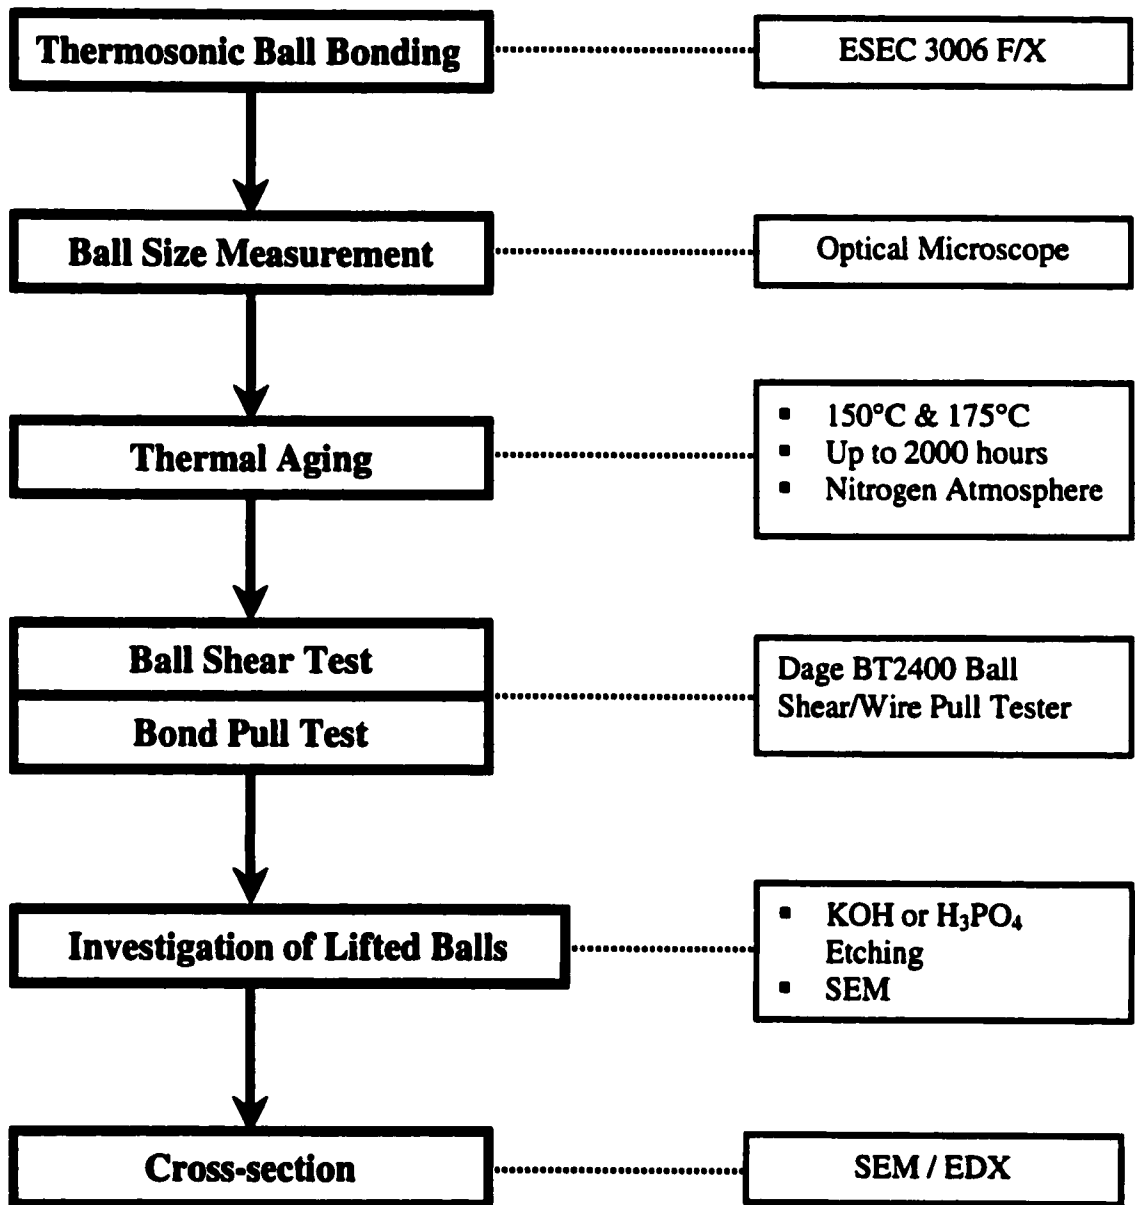 Thermosonic Ball Bonding
ESEC 3006 F/X
Ball Size Measurement
Optical Microscope
Thermal Aging
▪ 150°C & 175°C
▪ Up to 2000 hours
▪ Nitrogen Atmosphere
Ball Shear Test
Bond Pull Test
Dage BT2400 Ball
Shear/Wire Pull Tester
Investigation of Lifted Balls
▪ KOH or H₃PO₄
Etching
▪ SEM
Cross-section
SEM / EDX